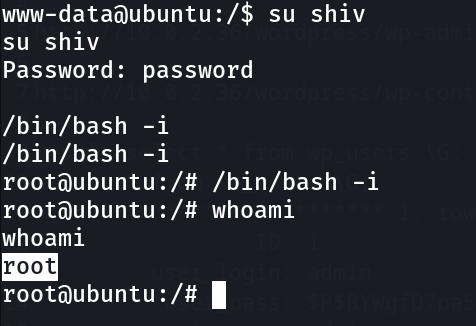 www-data@ubuntu:/$ su shiv
su shiv
Password: password
/bin/bash -i
/bin/bash -i
root@ubuntu:/# /bin/bash -i
root@ubuntu:/# whoami
whoami
root
root@ubuntu:/#